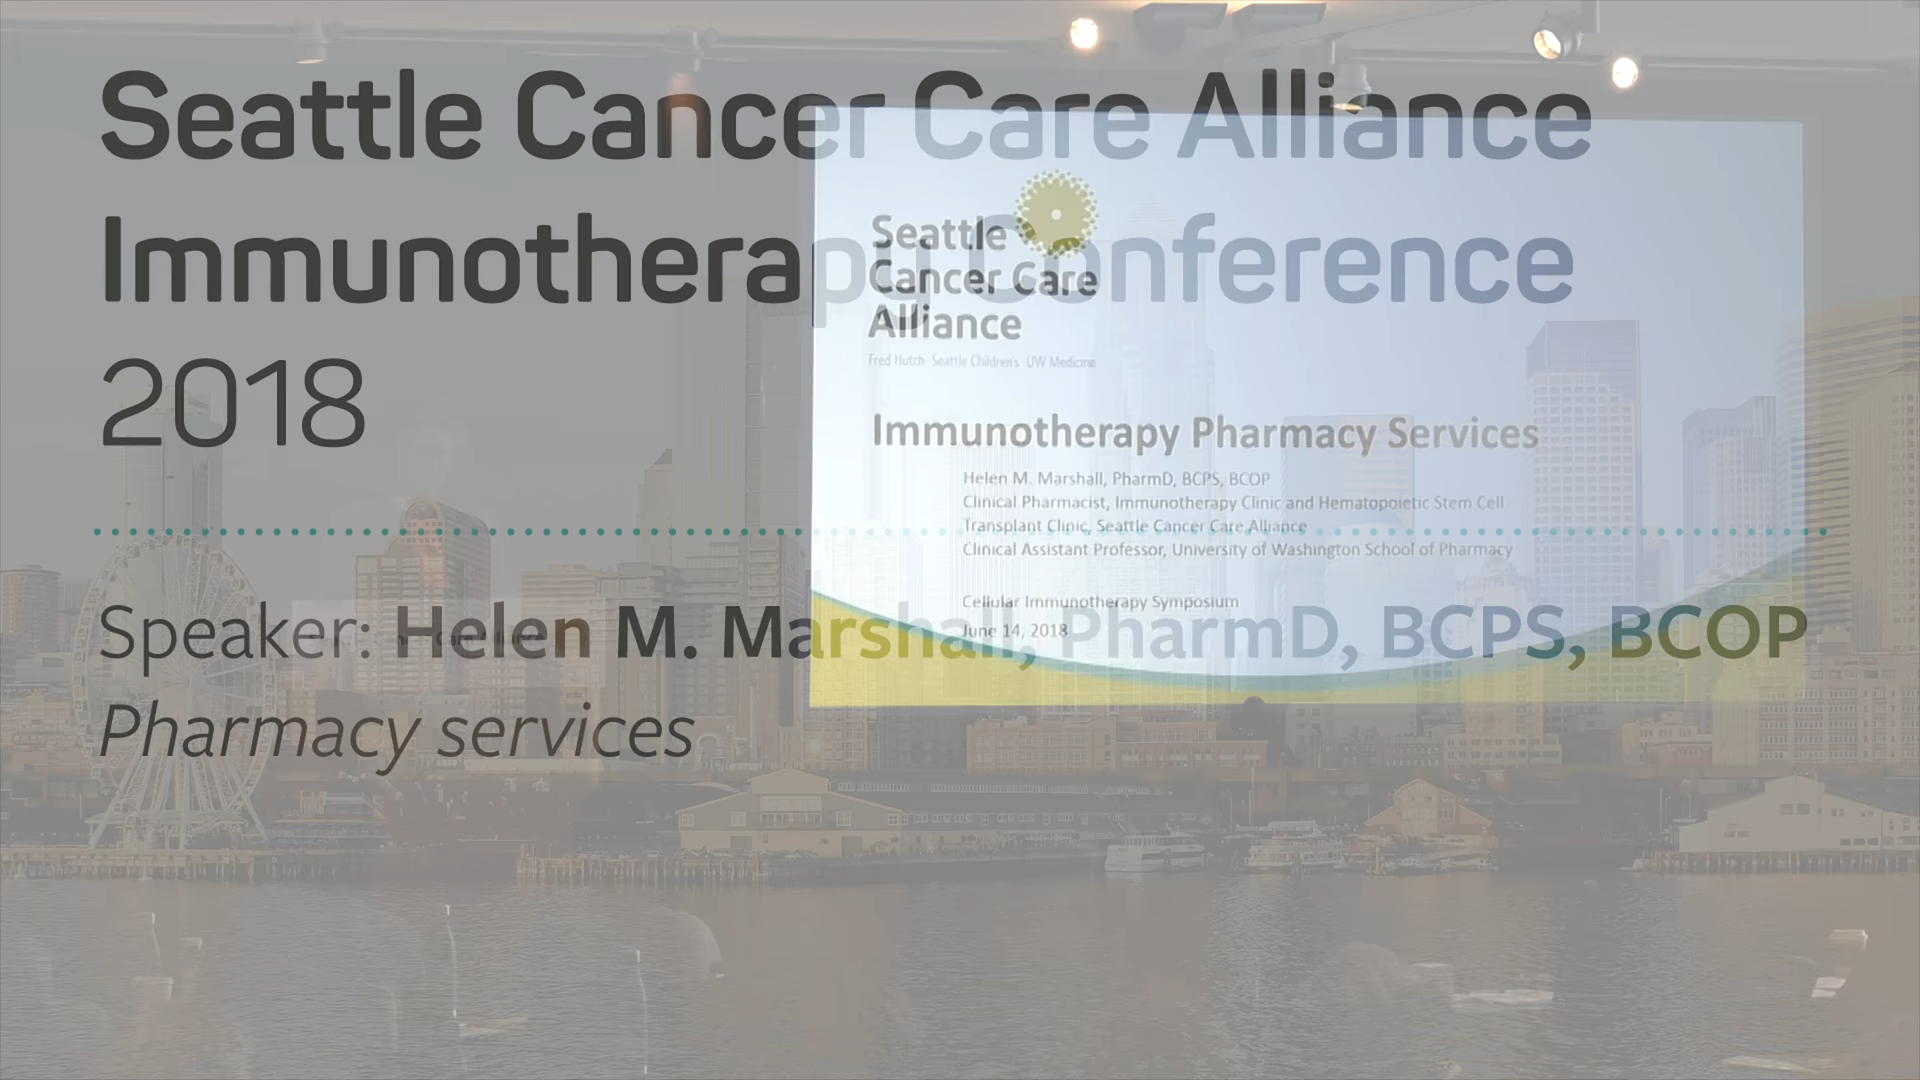 Seattle Cancer Care Alliance
Immunotherapy Conference
2018
Speaker: Helen M. Marshall, PharmD, BCPS, BCOP
Pharmacy services
Seattle
Cancer Care
Alliance
Fred Hutch Seattle Children's UW Medicine
Immunotherapy Pharmacy Services
Helen M. Marshall, PharmD, BCPS, BCOP
Clinical Pharmacist, Immunotherapy Clinic and Hematopoietic Stem Cell
Transplant Clinic, Seattle Cancer Care Alliance
Clinical Assistant Professor, University of Washington School of Pharmacy
Cellular Immunotherapy Symposium
June 14, 2018